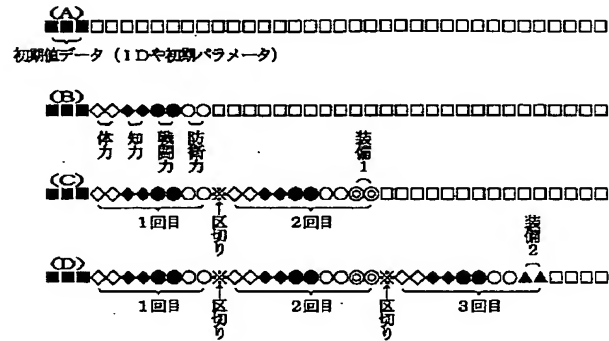 (A)
■■■□□□□□□□□□□□□□□□□□□□□□□□□□□□□□□□□□□
初期値データ(IDや初期パラメータ)
(B)
■■■◇◇◆◆●●○○□□□□□□□□□□□□□□□□□□□□□□□□□□
体力 知力 戦闘力 防衛力
装備1
(C)
■■■◇◇◆◆●●○○※◇◇◆◆●●○○◎◎□□□□□□□□□□□□□□□
1回目 区切り 2回目
装備2
(D)
■■■◇◇◆◆●●○○※◇◇◆◆●●○○◎◎※◇◇◆◆●●○○▲▲□□□□
1回目 区切り 2回目 区切り 3回目